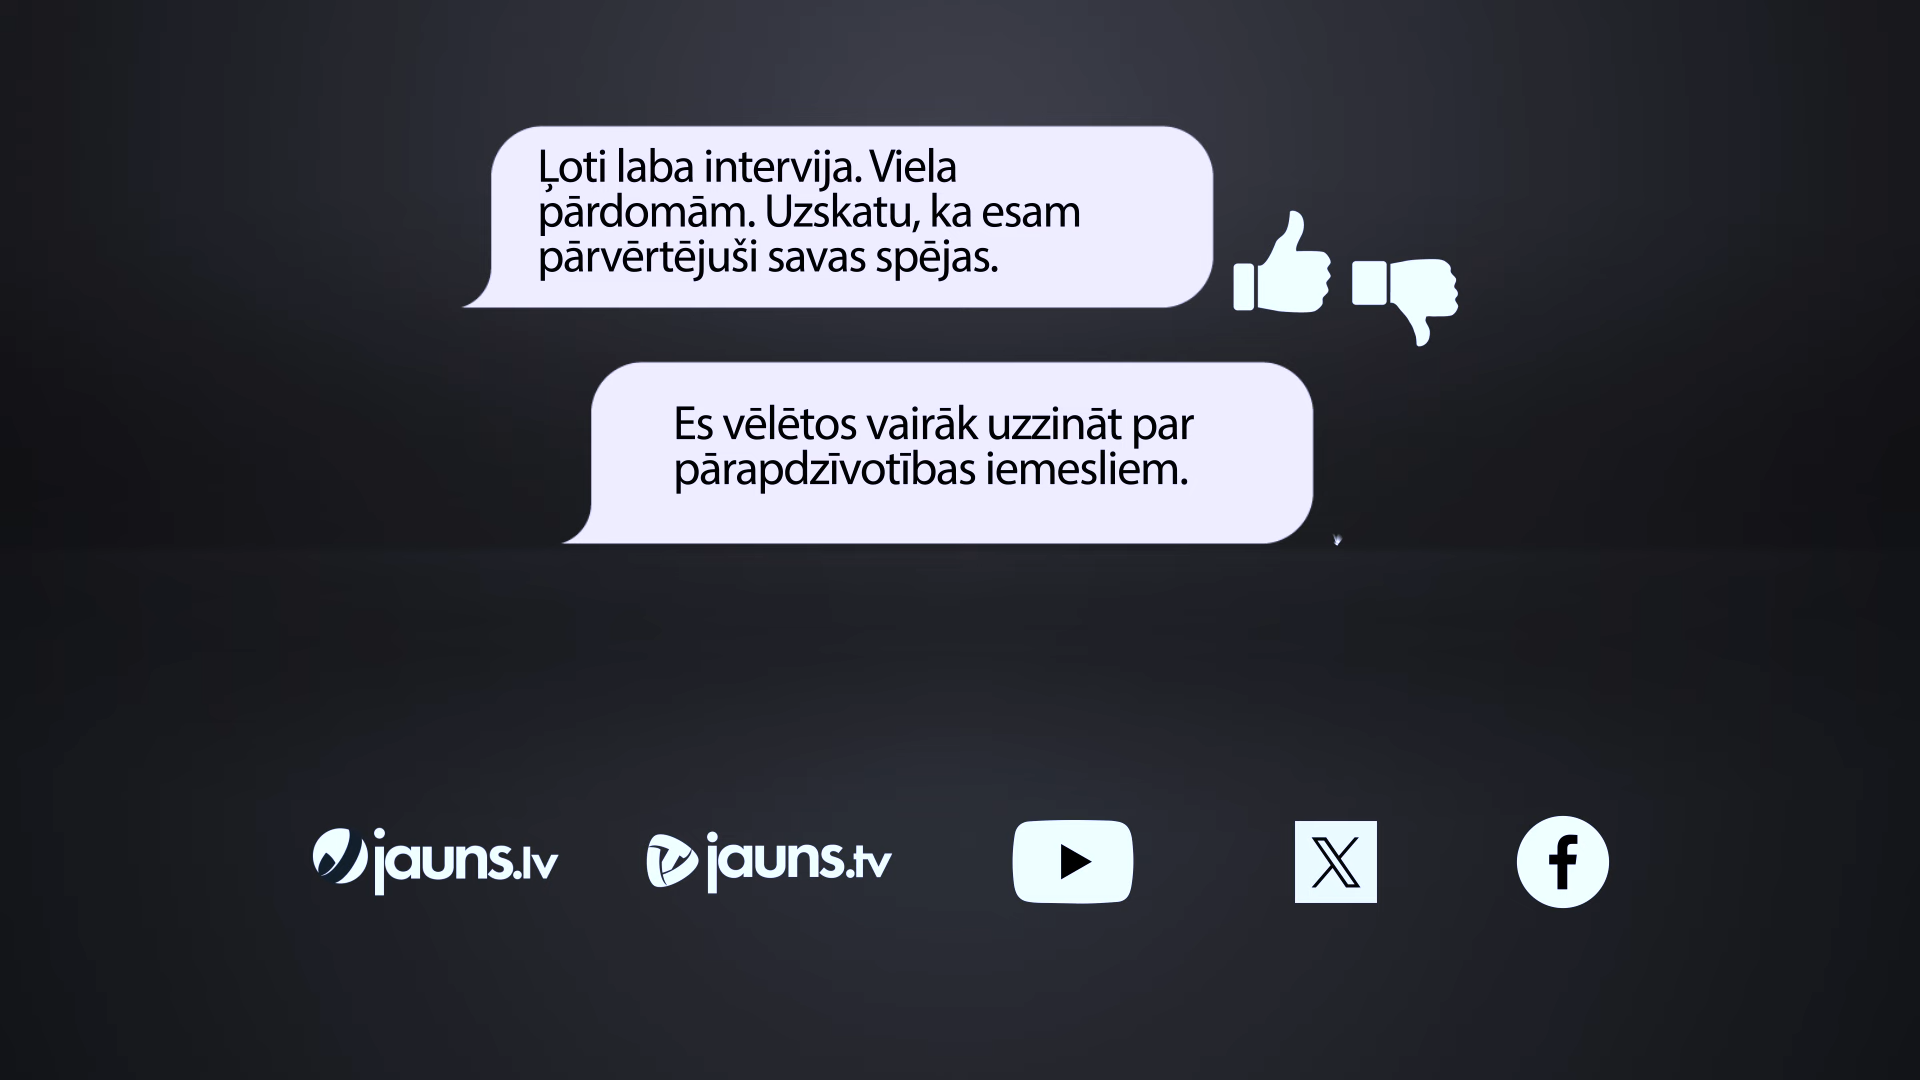 Ļoti laba intervija. Viela
pārdomām. Uzskatu, ka esam
pārvērtējuši savas spējas.
Es vēlētos vairāk uzzināt par
pārapdzīvotības iemesliem.
jauns.lv
jauns.tv